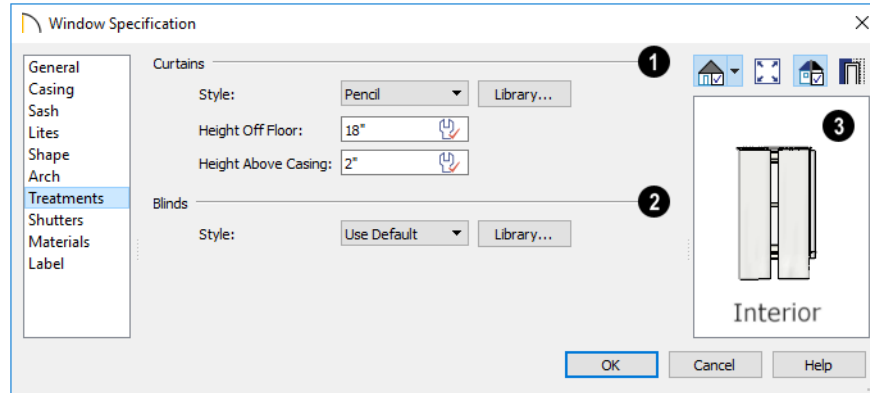 Window Specification
General
Casing
Sash
Lites
Shape
Arch
Treatments
Shutters
Materials
Label
Curtains
1
Style: Pencil Library...
Height Off Floor: 18"
Height Above Casing: 2"
Blinds
2
Style: Use Default Library...
3
Interior
OK Cancel Help